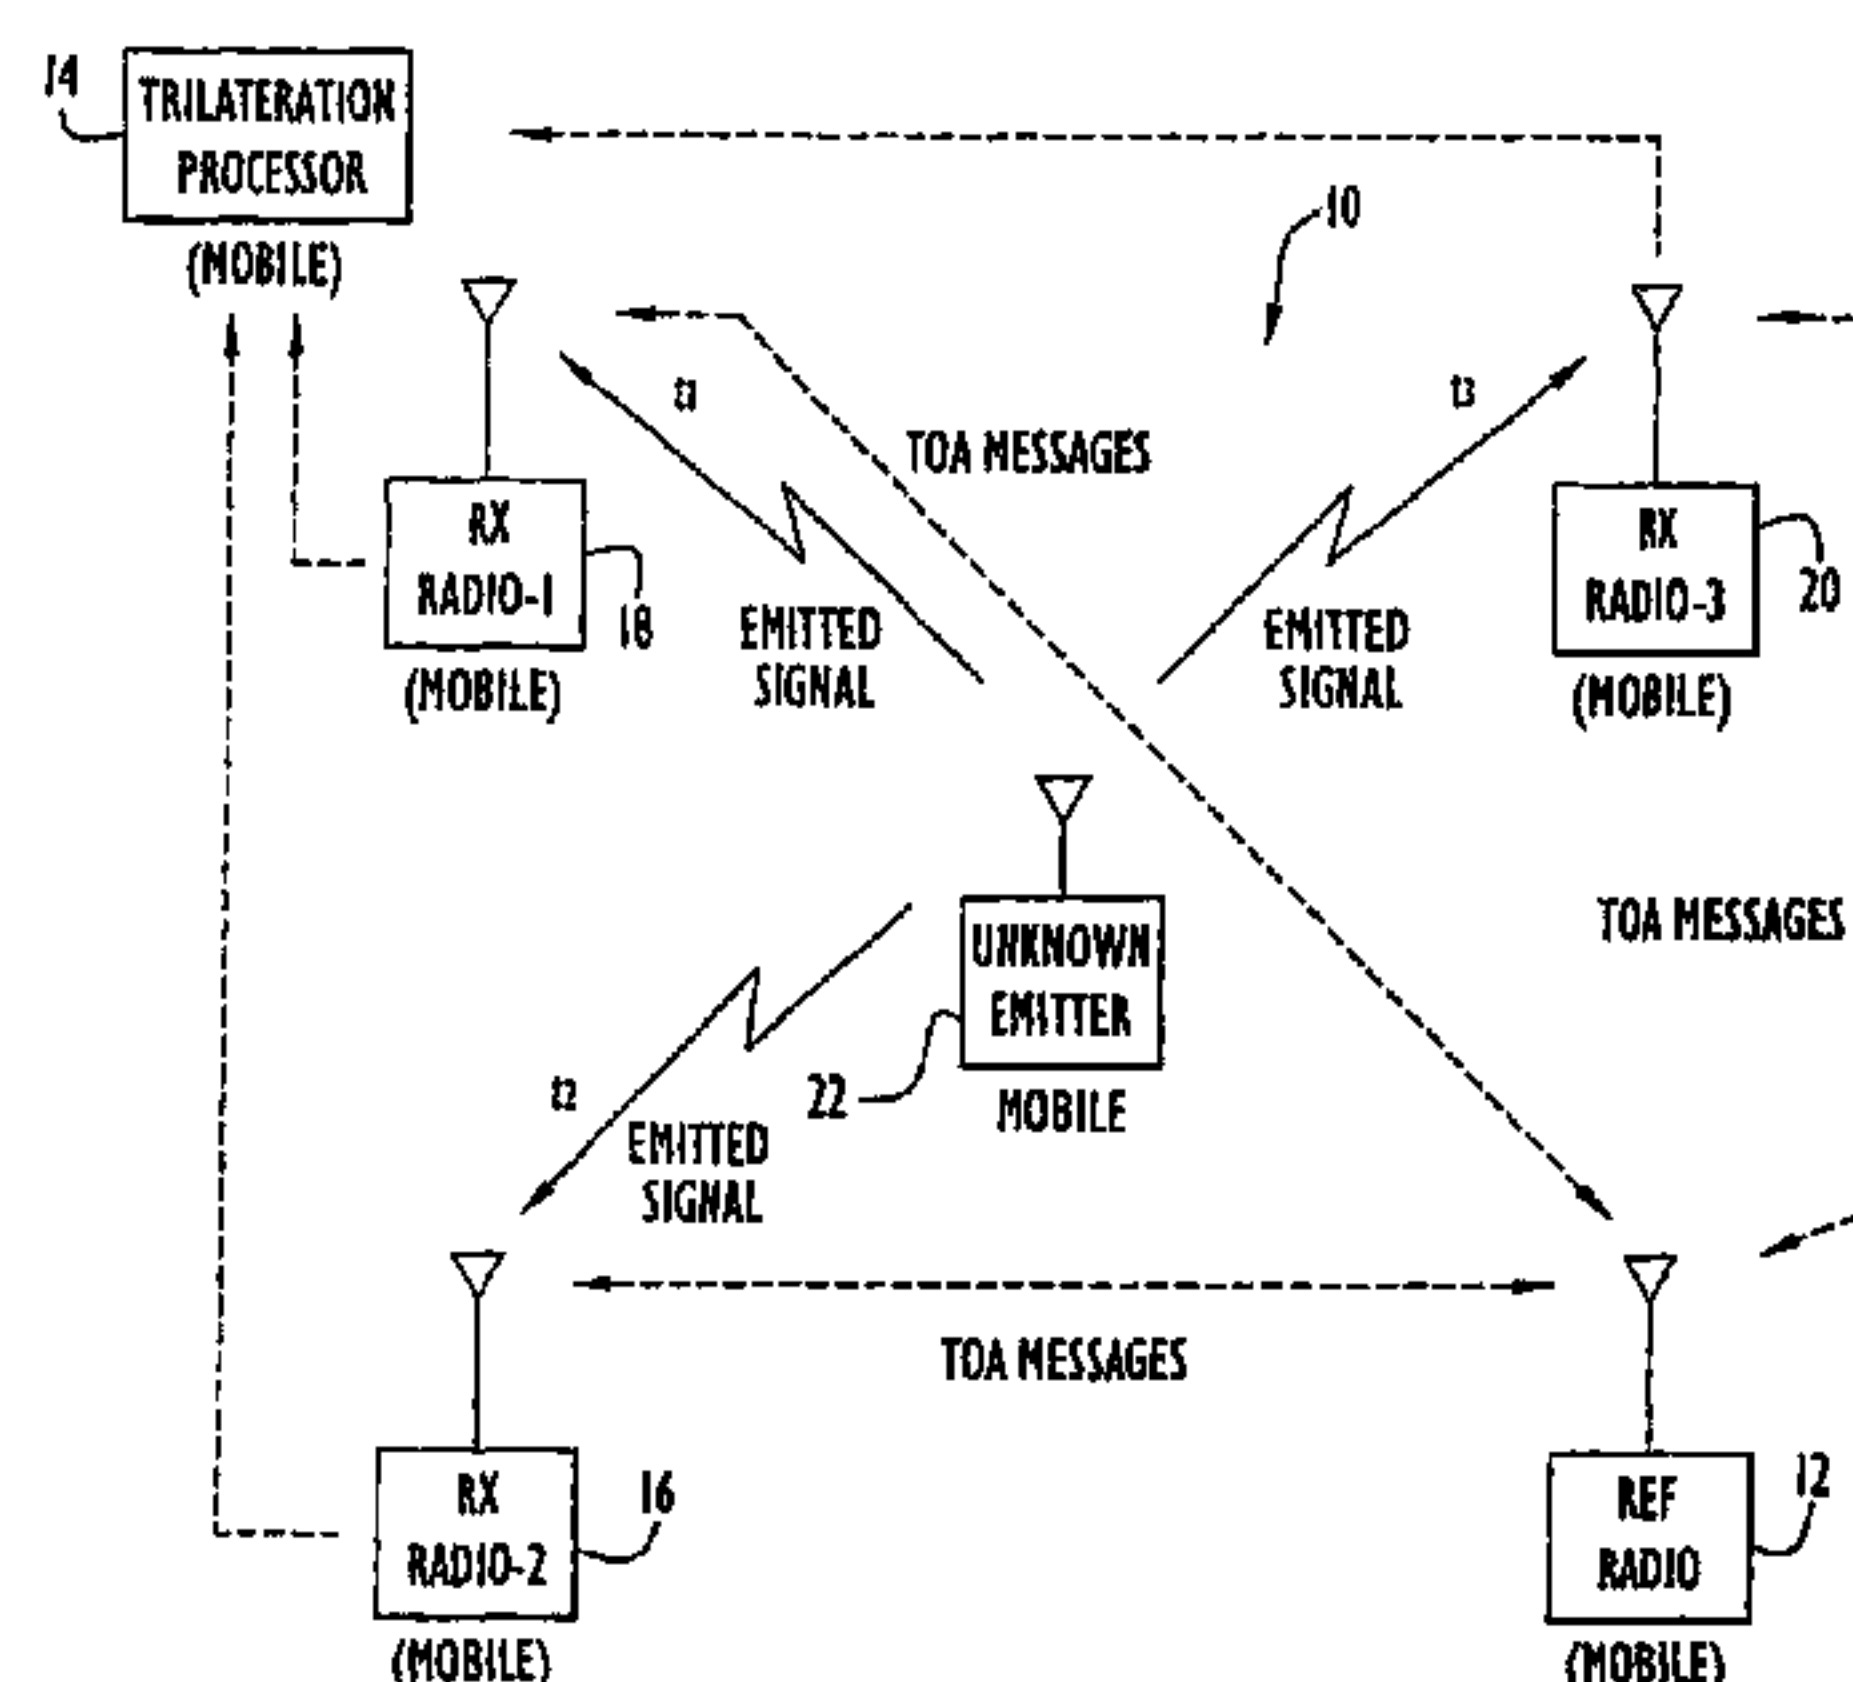 14
TRILATERATION
PROCESSOR
(MOBILE)
10
t1
t3
TOA MESSAGES
RX
RADIO-1
18
(MOBILE)
EMITTED
SIGNAL
EMITTED
SIGNAL
RX
RADIO-3
20
(MOBILE)
UNKNOWN
EMITTER
22
MOBILE
TOA MESSAGES
t2
EMITTED
SIGNAL
TOA MESSAGES
RX
RADIO-2
16
(MOBILE)
REF
RADIO
12
(MOBILE)